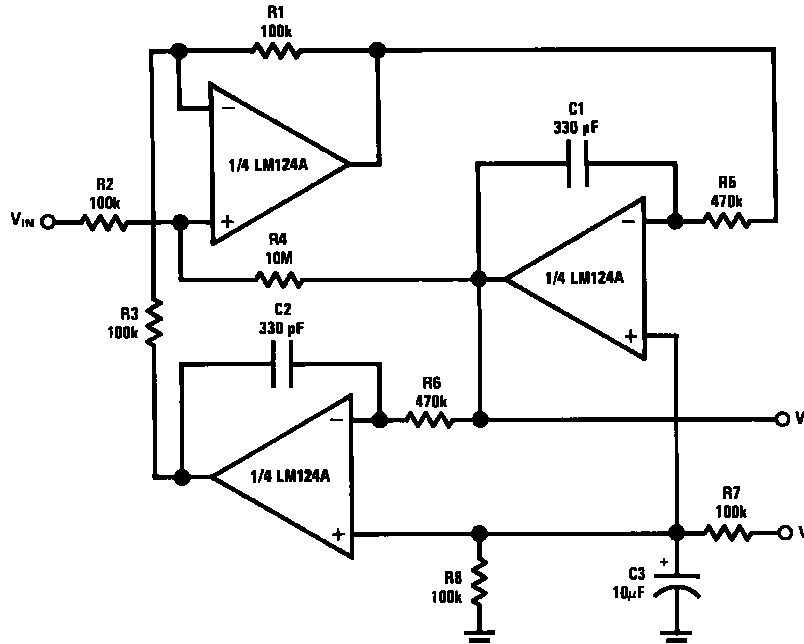 R1
100k
C1
330 pF
1/4 LM124A
R2
100k
R5
470k
VIN
R4
10M
1/4 LM124A
R3
100k
C2
330 pF
R6
470k
V
1/4 LM124A
R7
100k
V
R8
100k
C3
10µF